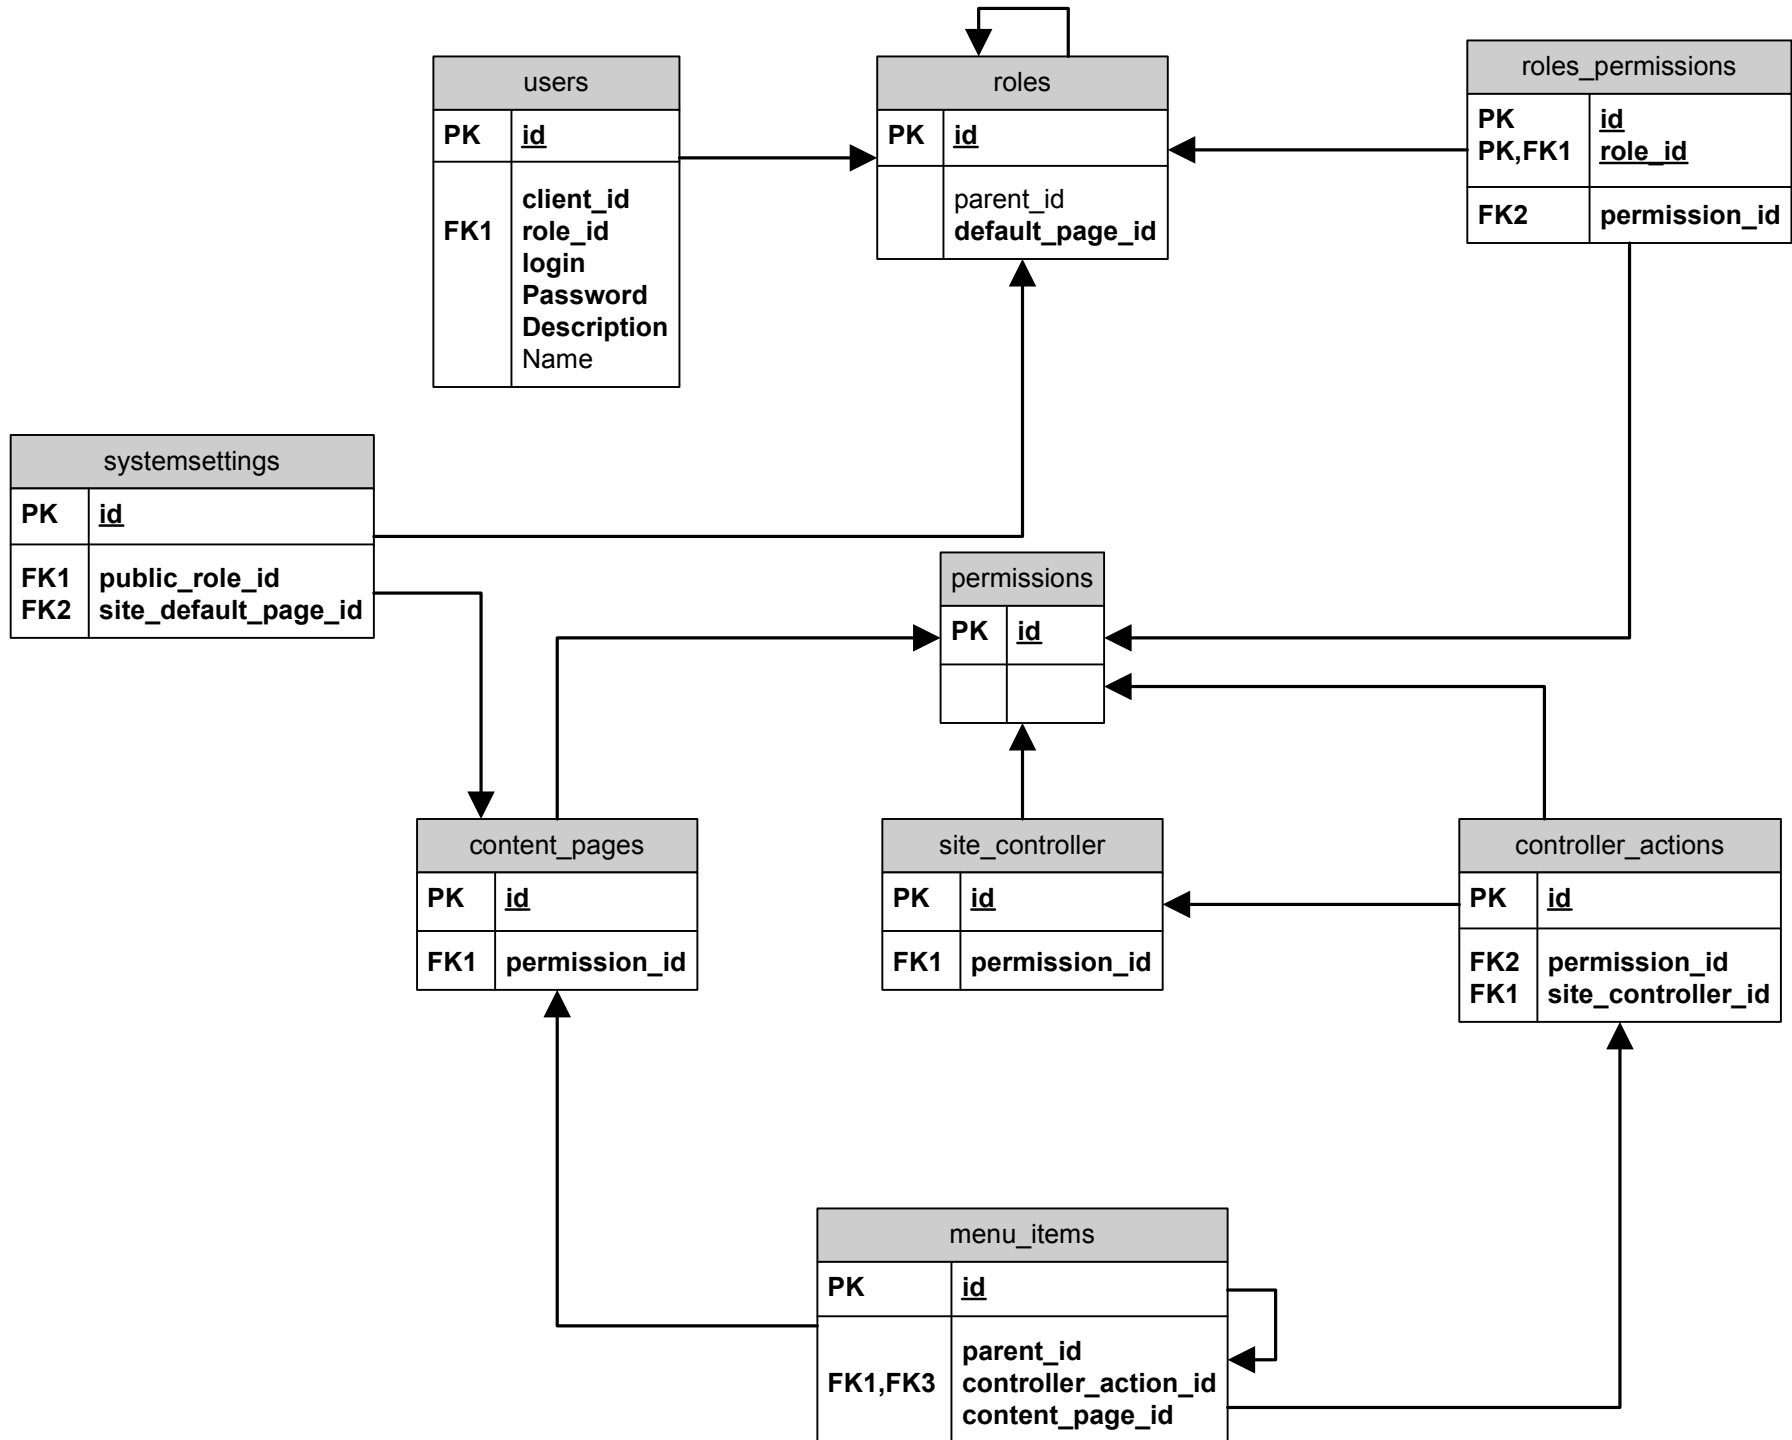 users
PK id
client_id
FK1 role_id
login
Password
Description
Name
roles
PK id
parent_id
default_page_id
roles_permissions
PK id
PK,FK1 role_id
FK2 permission_id
systemsettings
PK id
FK1 public_role_id
FK2 site_default_page_id
permissions
PK id
content_pages
PK id
FK1 permission_id
site_controller
PK id
FK1 permission_id
controller_actions
PK id
FK2 permission_id
FK1 site_controller_id
menu_items
PK id
parent_id
FK1,FK3 controller_action_id
content_page_id